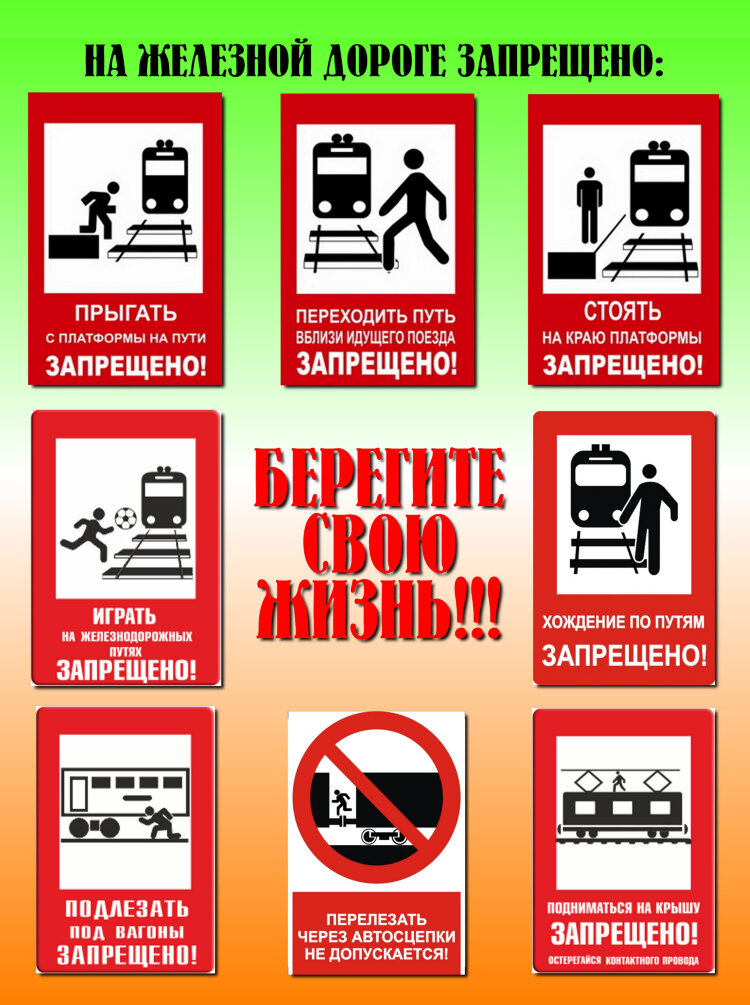 НА ЖЕЛЕЗНОЙ ДОРОГЕ ЗАПРЕЩЕНО:
ПРЫГАТЬ
С ПЛАТФОРМЫ НА ПУТИ
ЗАПРЕЩЕНО!
ПЕРЕХОДИТЬ ПУТЬ
ВБЛИЗИ ИДУЩЕГО ПОЕЗДА
ЗАПРЕЩЕНО!
СТОЯТЬ
НА КРАЮ ПЛАТФОРМЫ
ЗАПРЕЩЕНО!
ИГРАТЬ
НА ЖЕЛЕЗНОДОРОЖНЫХ
ПУТЯХ
ЗАПРЕЩЕНО!
БЕРЕГИТЕ
СВОЮ
ЖИЗНЬ!!!
ХОЖДЕНИЕ ПО ПУТЯМ
ЗАПРЕЩЕНО!
ПОДЛЕЗАТЬ
ПОД ВАГОНЫ
ЗАПРЕЩЕНО!
ПЕРЕЛЕЗАТЬ
ЧЕРЕЗ АВТОСЦЕПКИ
НЕ ДОПУСКАЕТСЯ!
ПОДНИМАТЬСЯ НА КРЫШУ
ЗАПРЕЩЕНО!
ОСТЕРЕГАЙСЯ КОНТАКТНОГО ПРОВОДА